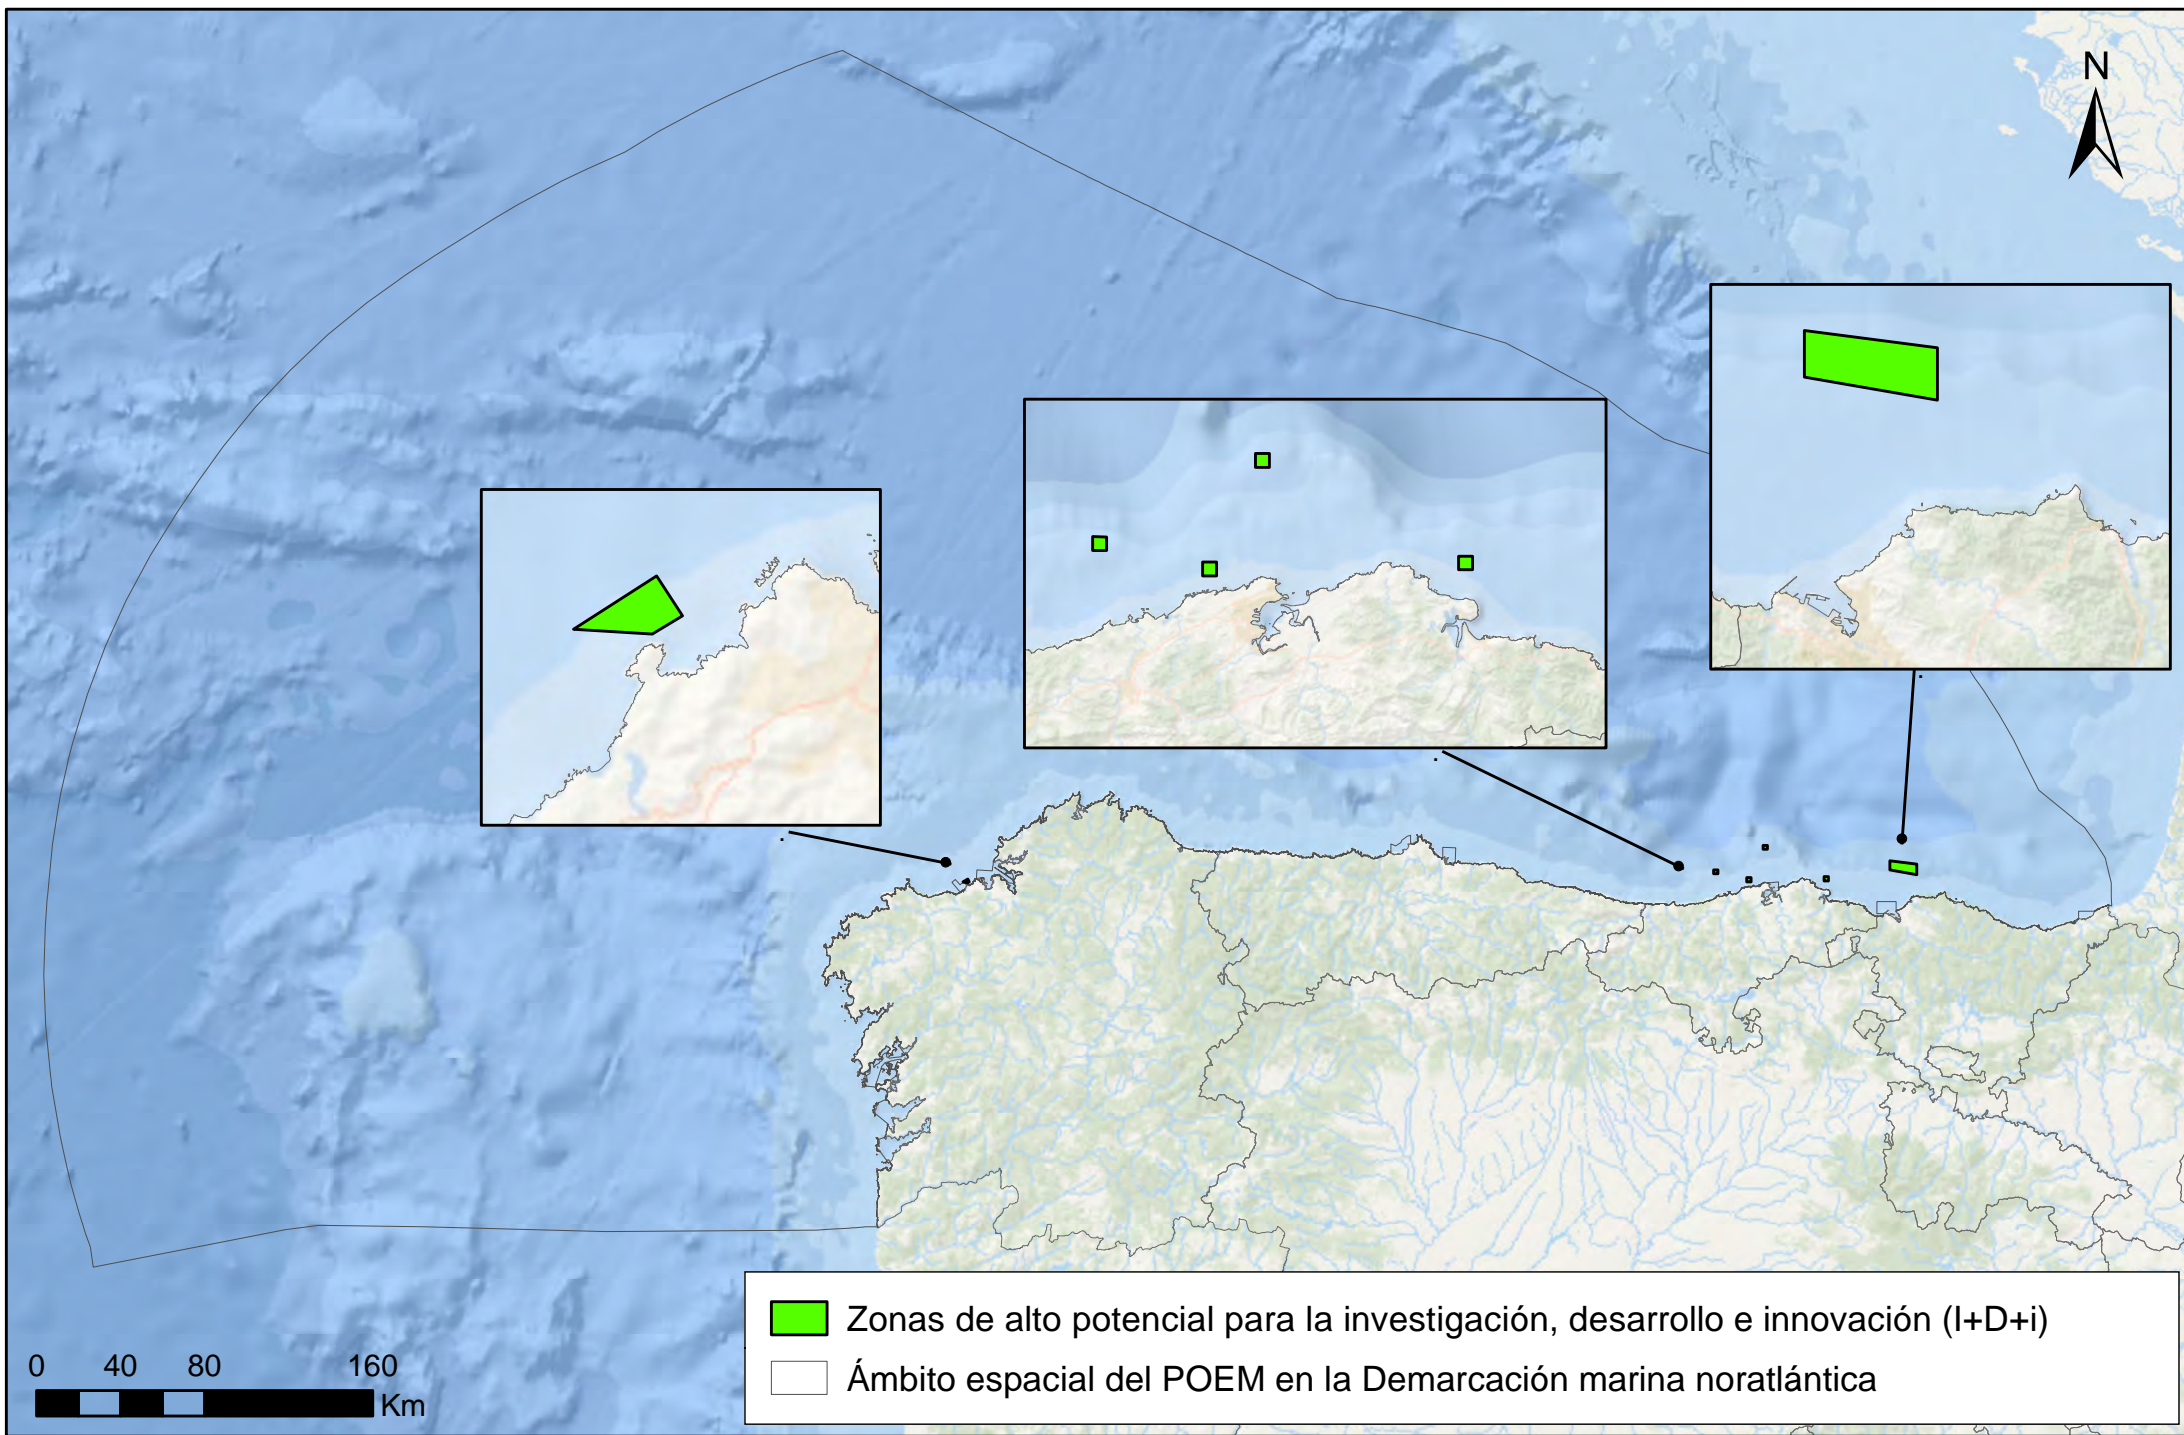 N
Zonas de alto potencial para la investigación, desarrollo e innovación (I+D+i)
Ámbito espacial del POEM en la Demarcación marina noratlántica
0 40 80 160
Km